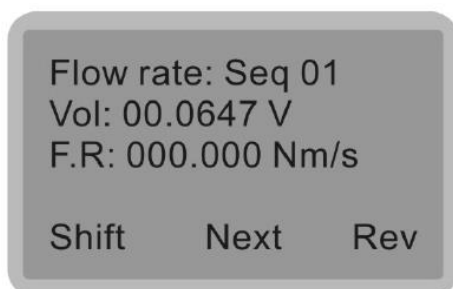 Flow rate: Seq 01
Vol: 00.0647 V
F.R: 000.000 Nm/s
Shift Next Rev